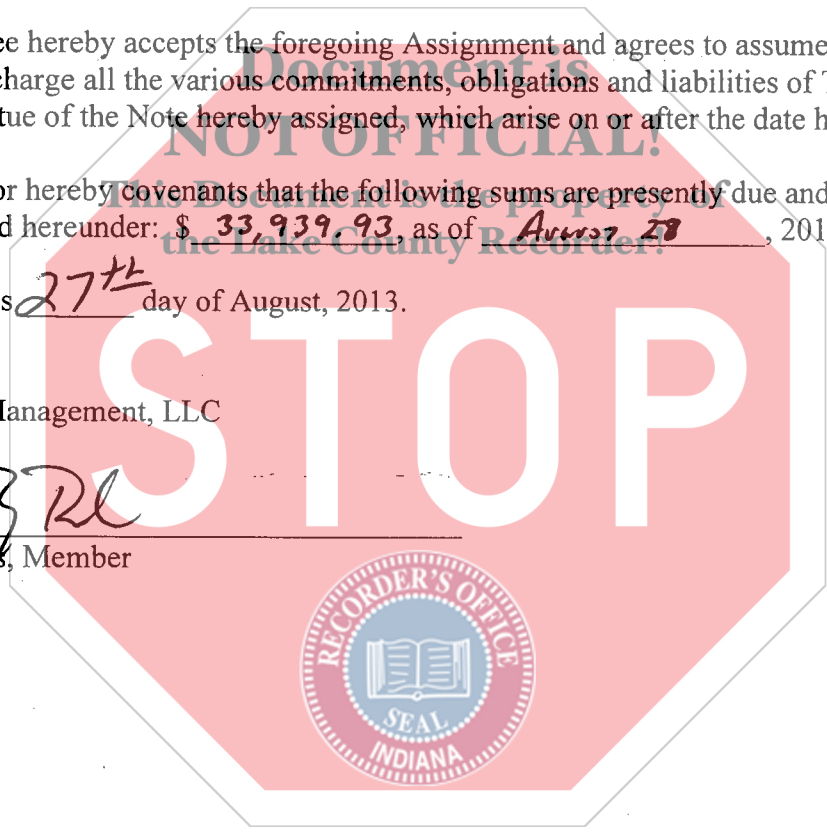 ee hereby accepts the foregoing Assignment and agrees to assume
charge all the various commitments, obligations and liabilities of T
tue of the Note hereby assigned, which arise on or after the date h
Document is
NOT OFFICIAL!
or hereby covenants that the following sums are presently due and
This Document is the property of
d hereunder: $ 33,939.93, as of August 28, 201
the Lake County Recorder!
s 27th day of August, 2013.
STOP
Management, LLC
, Member
RECORDER'S OFFICE
SEAL
INDIANA